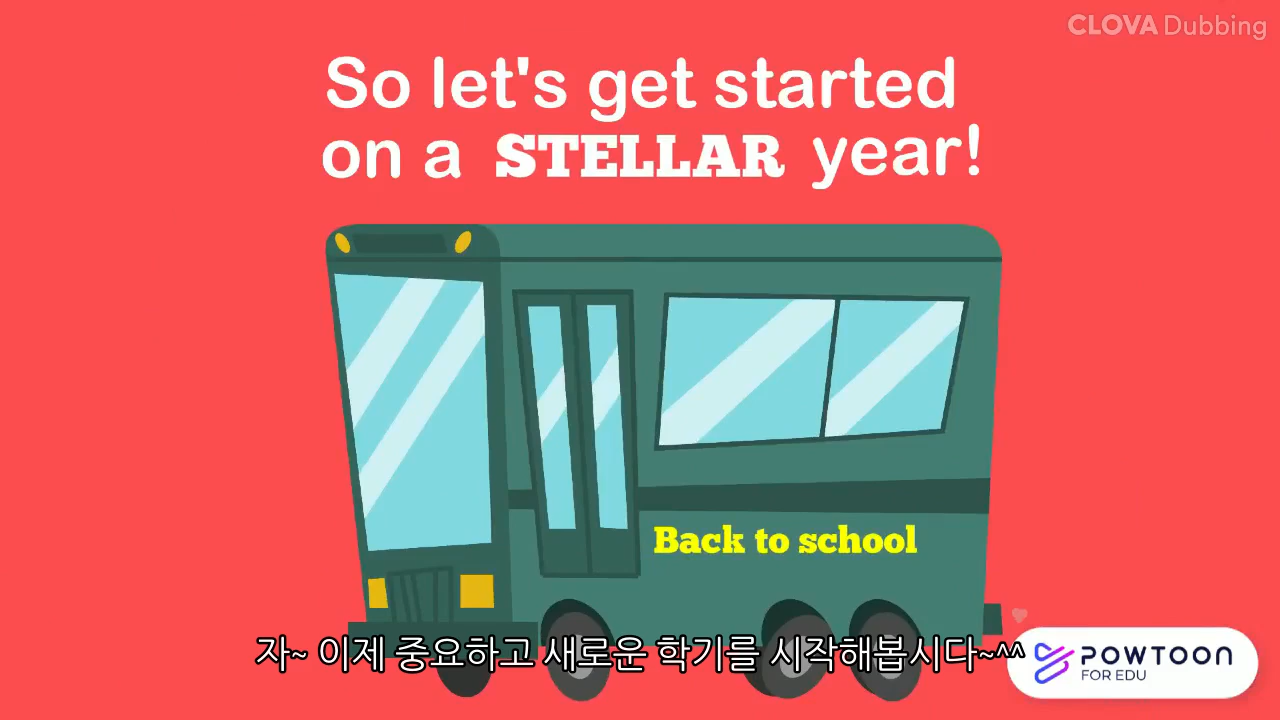 CLOVA Dubbing
So let's get started
on a STELLAR year!
Back to school
자~ 이제 중요하고 새로운 학기를 시작해봅시다~^^
POWTOON
FOR EDU